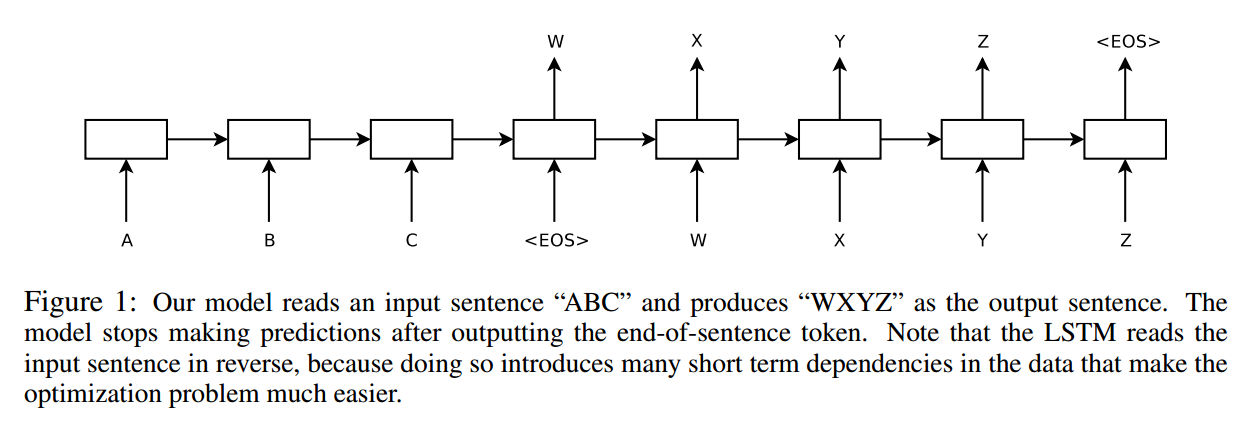 W X Y Z <EOS>
A B C <EOS> W X Y Z
Figure 1: Our model reads an input sentence “ABC” and produces “WXYZ” as the output sentence. The
model stops making predictions after outputting the end-of-sentence token. Note that the LSTM reads the
input sentence in reverse, because doing so introduces many short term dependencies in the data that make the
optimization problem much easier.